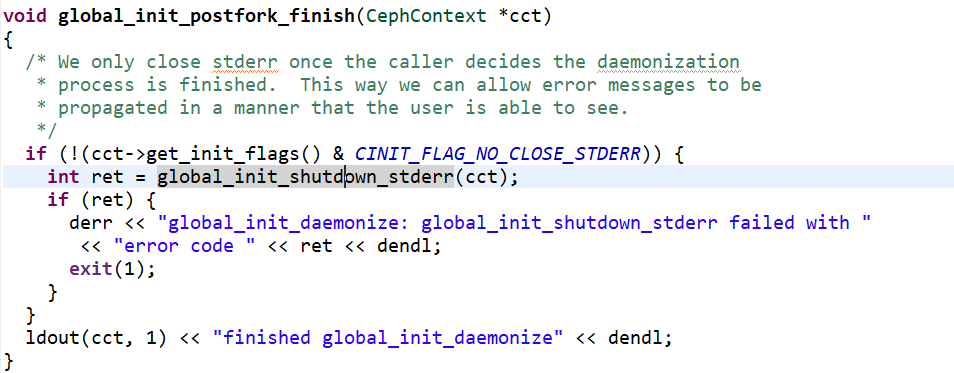 void global_init_postfork_finish(CephContext *cct)
{
  /* We only close stderr once the caller decides the daemonization
   * process is finished.  This way we can allow error messages to be
   * propagated in a manner that the user is able to see.
   */
  if (!(cct->get_init_flags() & CINIT_FLAG_NO_CLOSE_STDERR)) {
    int ret = global_init_shutdown_stderr(cct);
    if (ret) {
      derr << "global_init_daemonize: global_init_shutdown_stderr failed with "
       << "error code " << ret << dendl;
      exit(1);
    }
  }
  ldout(cct, 1) << "finished global_init_daemonize" << dendl;
}